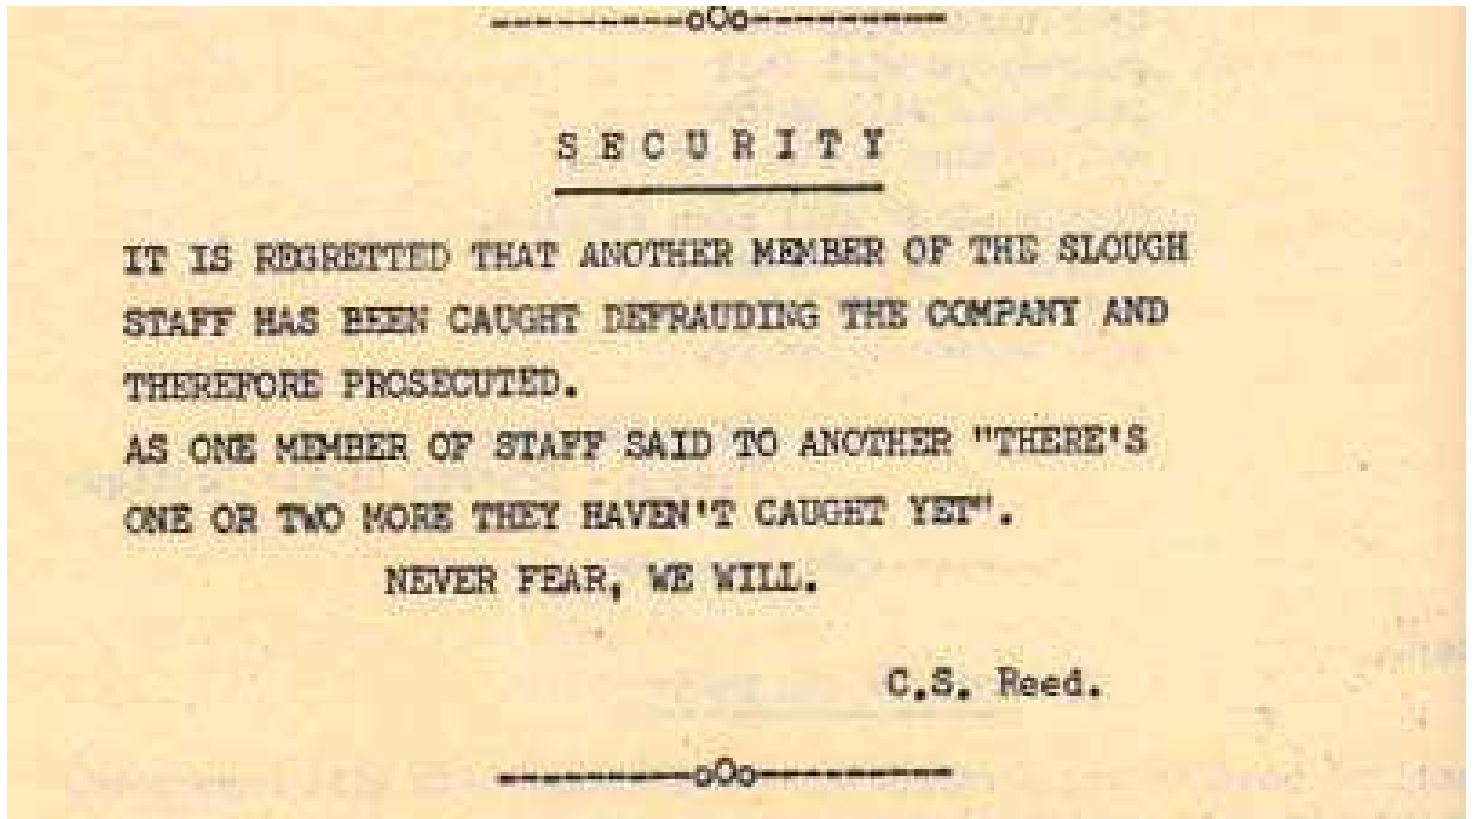 ----------oOo----------
S E C U R I T Y
IT IS REGRETTED THAT ANOTHER MEMBER OF THE SLOUGH
STAFF HAS BEEN CAUGHT DEFRAUDING THE COMPANY AND
THEREFORE PROSECUTED.
AS ONE MEMBER OF STAFF SAID TO ANOTHER "THERE'S
ONE OR TWO MORE THEY HAVEN'T CAUGHT YET".
NEVER FEAR, WE WILL.
C.S. Reed.
----------oOo----------